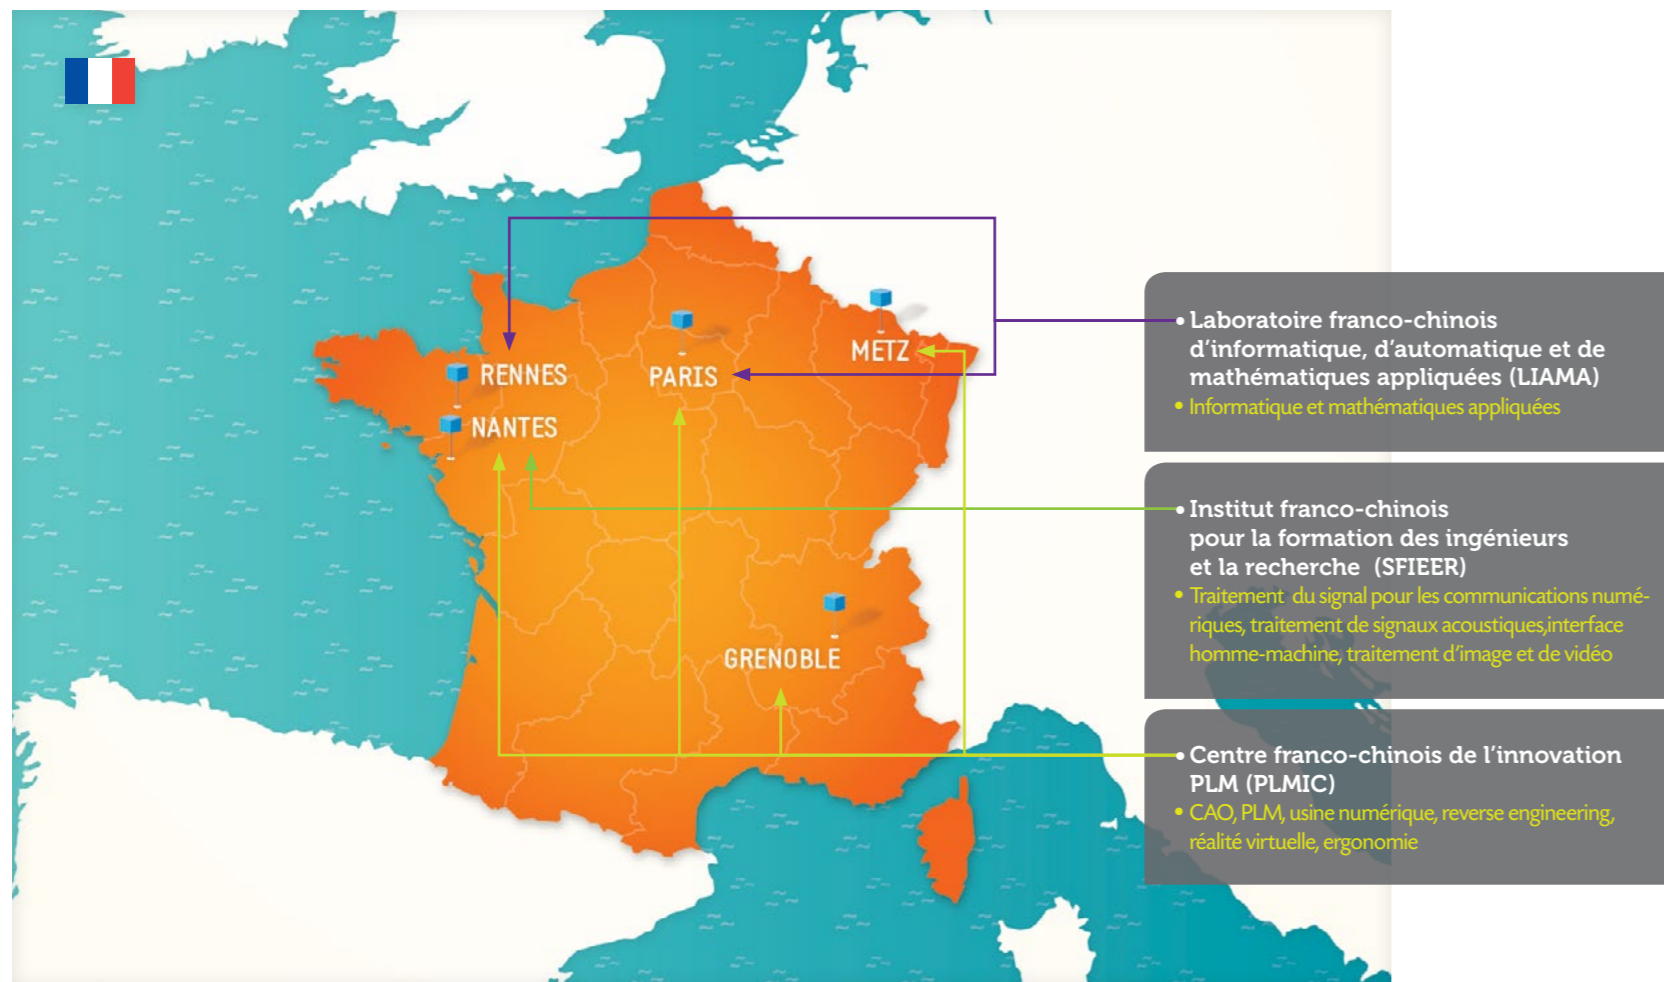 RENNES
NANTES
PARIS
METZ
GRENOBLE
• Laboratoire franco-chinois
d'informatique, d'automatique et de
mathématiques appliquées (LIAMA)
• Informatique et mathématiques appliquées
• Institut franco-chinois
pour la formation des ingénieurs
et la recherche (SFIEER)
• Traitement du signal pour les communications numé-
riques, traitement de signaux acoustiques,interface
homme-machine, traitement d'image et de vidéo
• Centre franco-chinois de l'innovation
PLM (PLMIC)
• CAO, PLM, usine numérique, reverse engineering,
réalité virtuelle, ergonomie